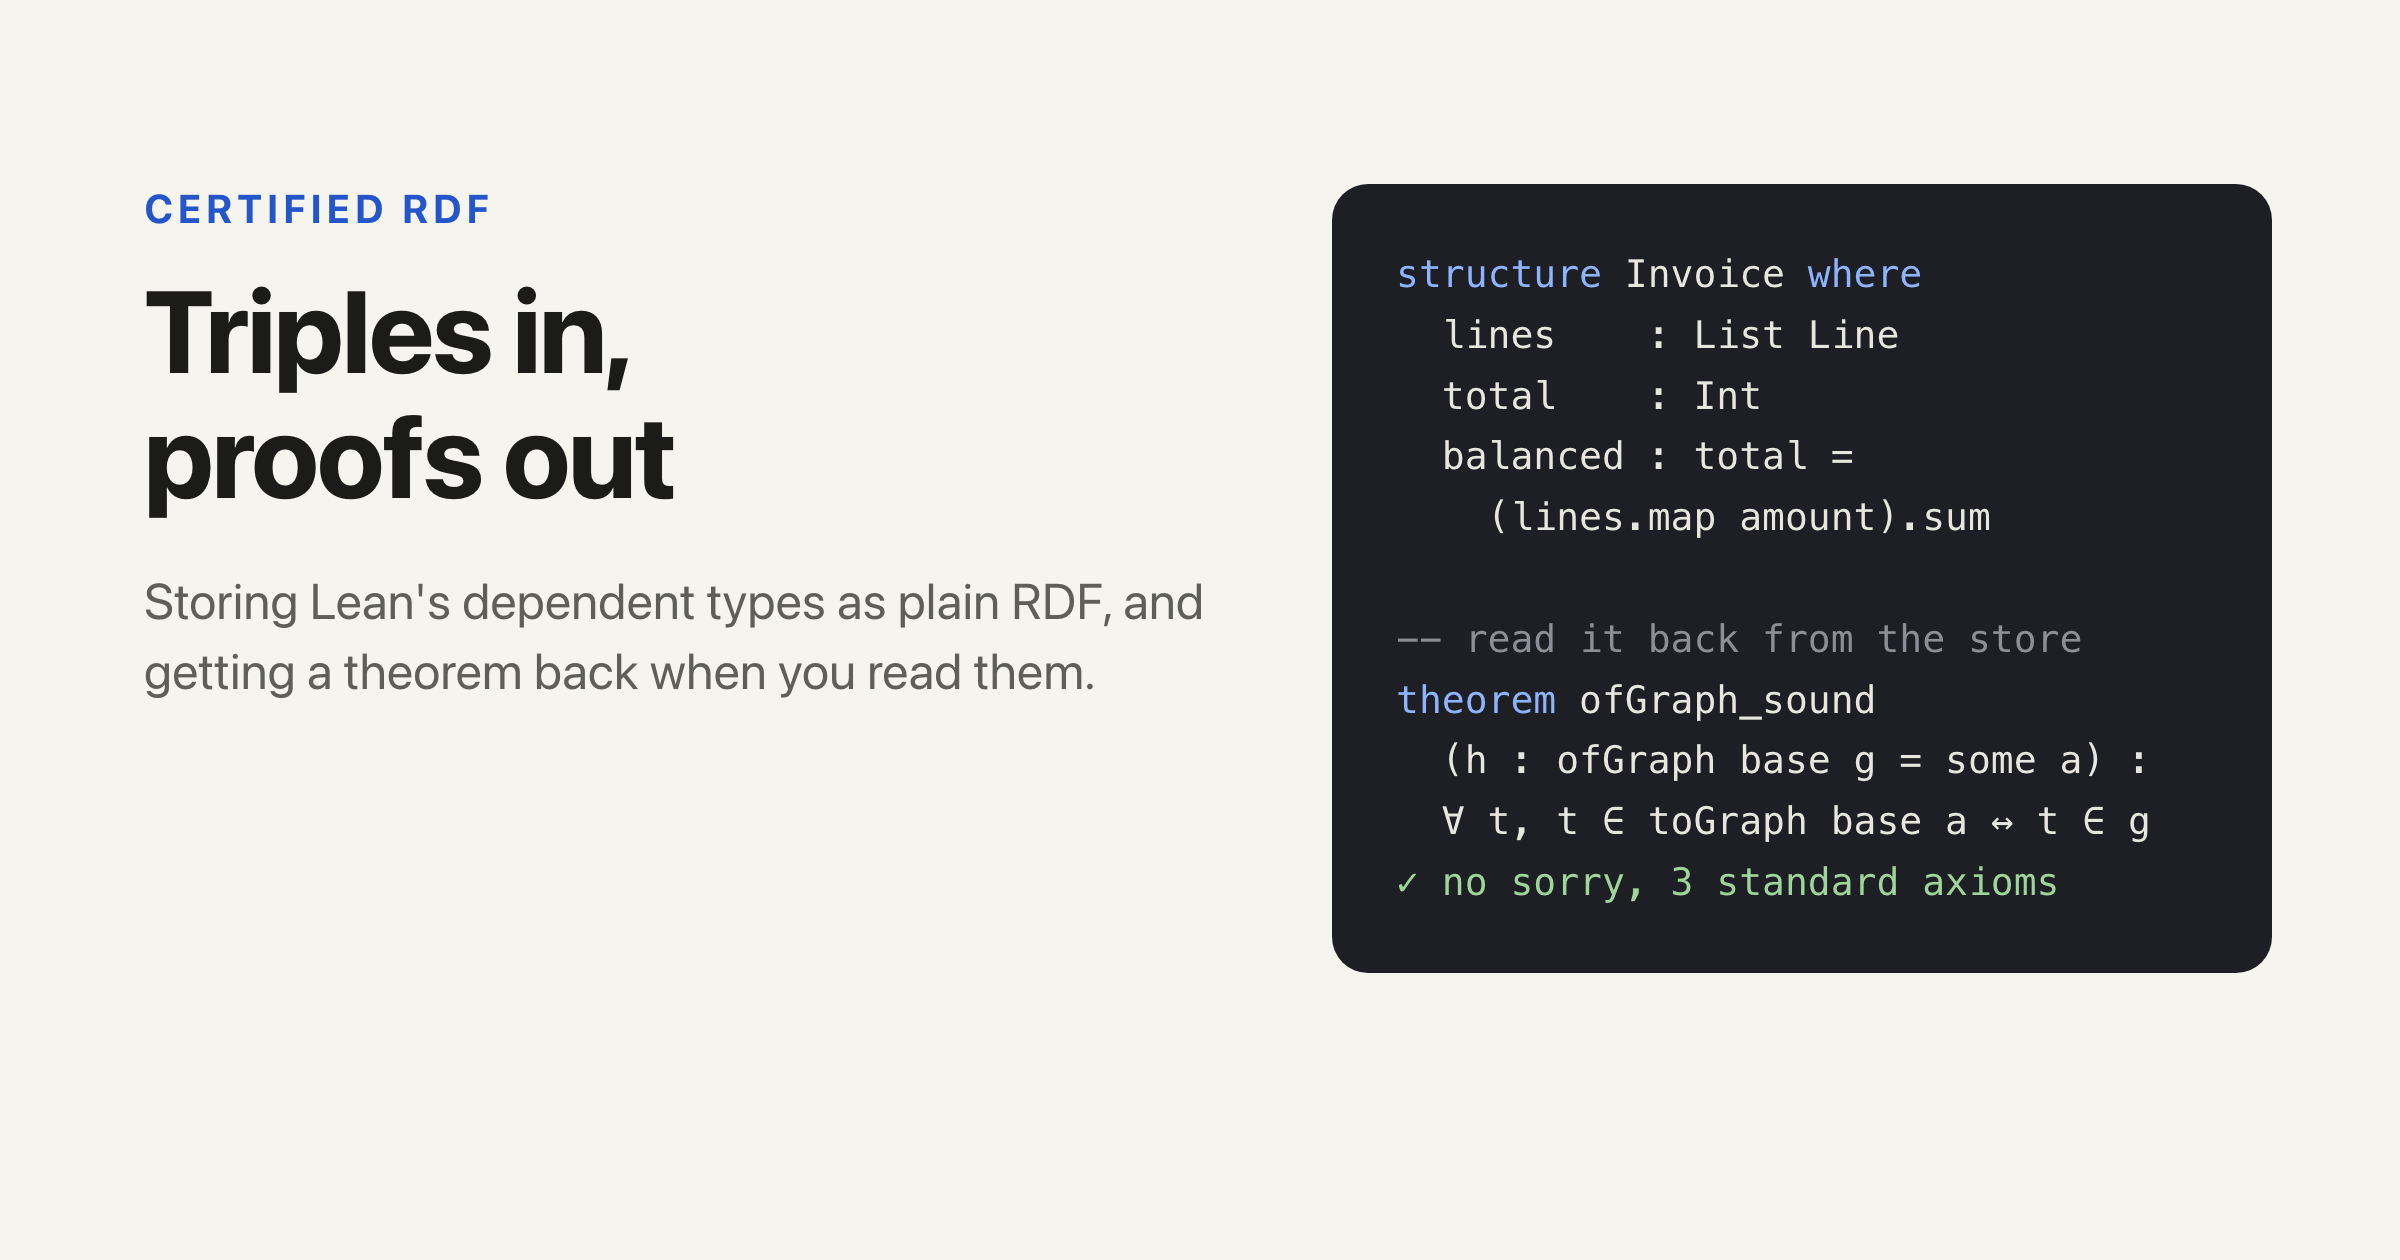 CERTIFIED RDF
Triples in,
proofs out
Storing Lean's dependent types as plain RDF, and
getting a theorem back when you read them.
structure Invoice where
  lines    : List Line
  total    : Int
  balanced : total =
    (lines.map amount).sum
-- read it back from the store
theorem ofGraph_sound
  (h : ofGraph base g = some a) :
  ∀ t, t ∈ toGraph base a ↔ t ∈ g
✓ no sorry, 3 standard axioms